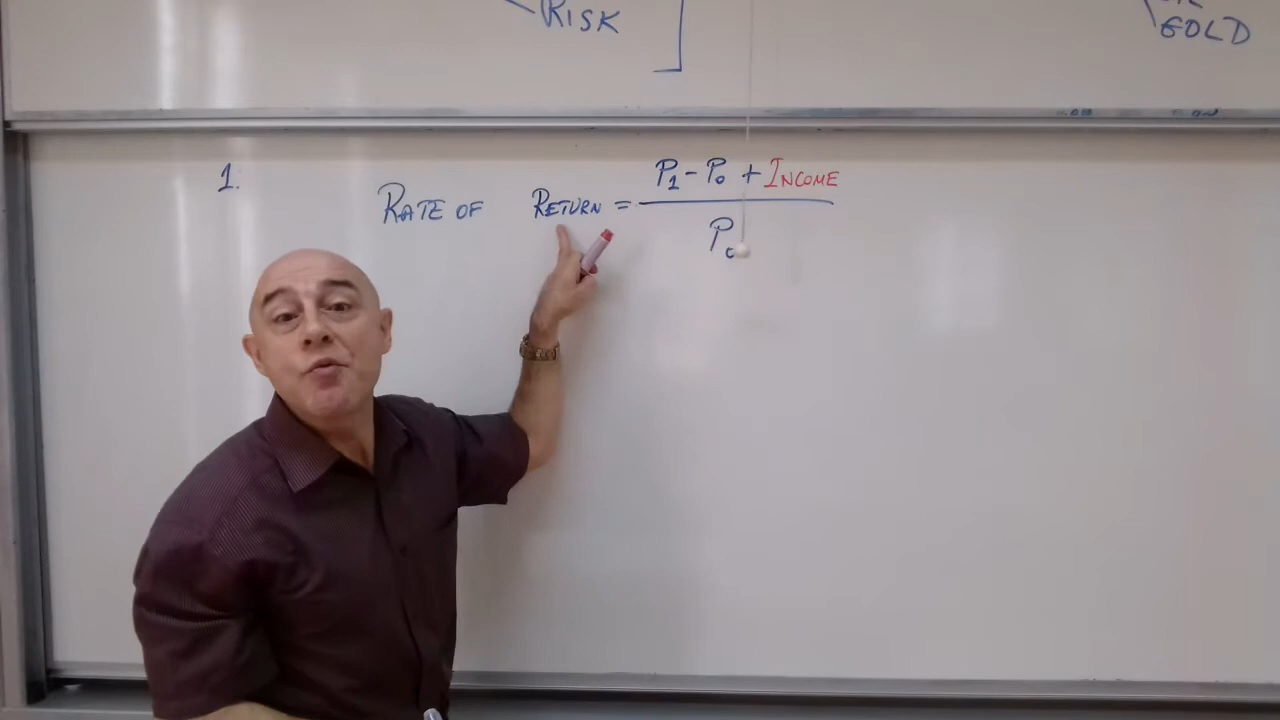 RISK
GOLD
1.
RATE OF RETURN = P1 - P0 + INCOME
P0